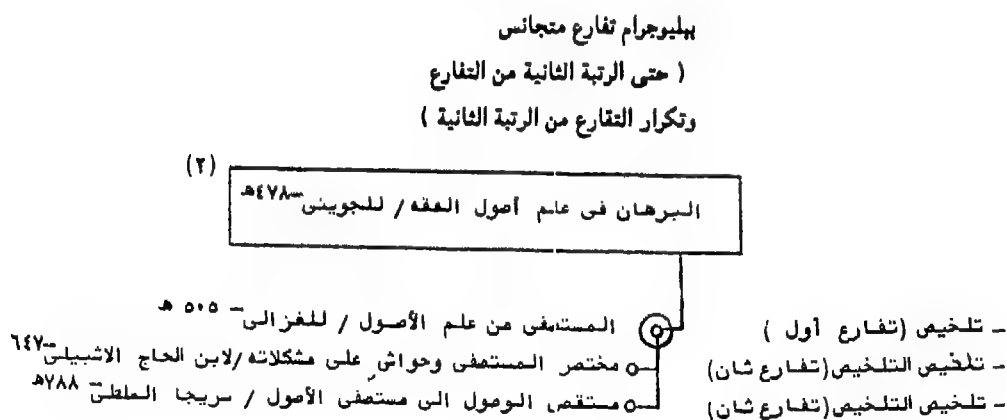 ببليوجرام تفارع متجانس
( حتى الرتبة الثانية من التفارع
وتكرار التفارع من الرتبة الثانية )
(٢)
البرهان فى علم أصول الفقه / للجوينى –٤٧٨هـ
– تلخيص (تفارع أول ) المستصفى من علم الأصول / للغزالى – ٥٠٥ هـ
– تلخيص التلخيص (تفارع ثان) مختصر المستصفى وحواش على مشكلاته /لابن الحاج الاشبيلى –٦٤٧
– تلخيص التلخيص (تفارع ثان) مستقصى الوصول الى مستصفى الأصول / سريجا الملطى – ٧٨٨هـ